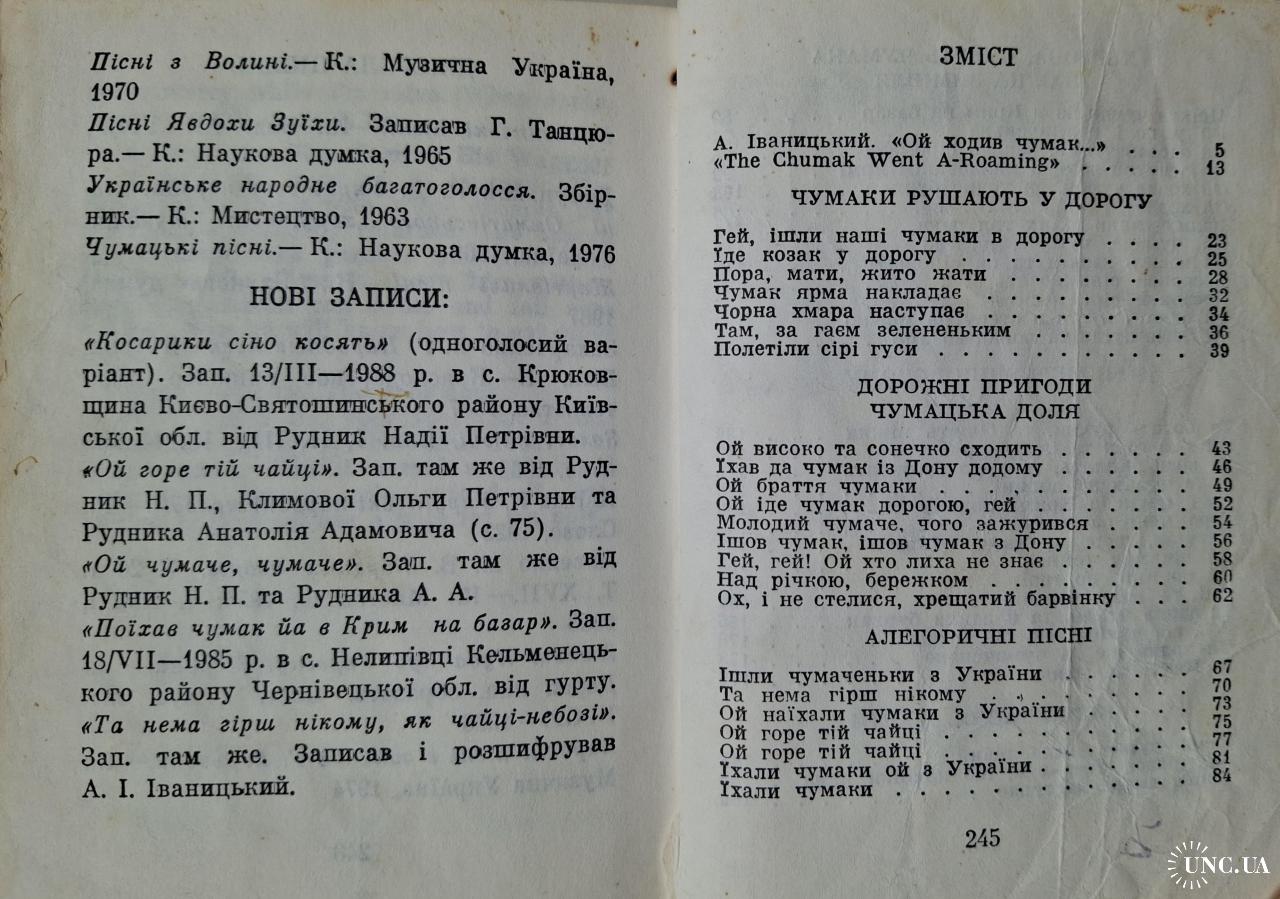 Пісні з Волині.— К.: Музична Україна,
1970
Пісні Явдохи Зуїхи. Записав Г. Танцю-
ра.— К.: Наукова думка, 1965
Українське народне багатоголосся. Збір-
ник.— К.: Мистецтво, 1963
Чумацькі пісні.— К.: Наукова думка, 1976
НОВІ ЗАПИСИ:
«Косарики сіно косять» (одноголосий ва-
ріант). Зап. 13/III—1988 р. в с. Крюков-
щина Києво-Святошинського району Київ-
ської обл. від Рудник Надії Петрівни.
«Ой горе тій чайці». Зап. там же від Руд-
ник Н. П., Климової Ольги Петрівни та
Рудника Анатолія Адамовича (с. 75).
«Ой чумаче, чумаче». Зап. там же від
Рудник Н. П. та Рудника А. А.
«Поїхав чумак йа в Крим на базар». Зап.
18/VII—1985 р. в с. Нелипівці Кельменець-
кого району Чернівецької обл. від гурту.
«Та нема гірш нікому, як чайці-небозі».
Зап. там же. Записав і розшифрував
А. І. Іваницький.
ЗМІСТ
А. Іваницький. «Ой ходив чумак...» . . . 5
«The Chumak Went A-Roaming» . . . . . 13
ЧУМАКИ РУШАЮТЬ У ДОРОГУ
Гей, ішли наші чумаки в дорогу . . . . 23
Їде козак у дорогу . . . . . . . . . . 25
Пора, мати, жито жати . . . . . . . . 28
Чумак ярма накладає . . . . . . . . . 32
Чорна хмара наступає . . . . . . . . . 34
Там, за гаєм зелененьким . . . . . . . 36
Полетіли сірі гуси . . . . . . . . . . . 39
ДОРОЖНІ ПРИГОДИ
ЧУМАЦЬКА ДОЛЯ
Ой високо та сонечко сходить . . . . . . 43
Їхав да чумак із Дону додому . . . . . . 46
Ой браття чумаки . . . . . . . . . . . 49
Ой іде чумак дорогою, гей . . . . . . . 52
Молодий чумаче, чого зажурився . . . . 54
Ішов чумак, ішов чумак з Дону . . . . . 56
Гей, гей! Ой хто лиха не знає . . . . . . 58
Над річкою, бережком . . . . . . . . . 60
Ох, і не стелися, хрещатий барвінку . . . 62
АЛЕГОРИЧНІ ПІСНІ
Ішли чумаченьки з України . . . . . . 67
Та нема гірш нікому . . . . . . . . . 70
Ой наїхали чумаки з України . . . . . 73
Ой горе тій чайці . . . . . . . . . . . 75
Ой горе тій чайці . . . . . . . . . . . 77
Їхали чумаки ой з України . . . . . . . 81
Їхали чумаки . . . . . . . . . . . . . 84
245
UNC.UA